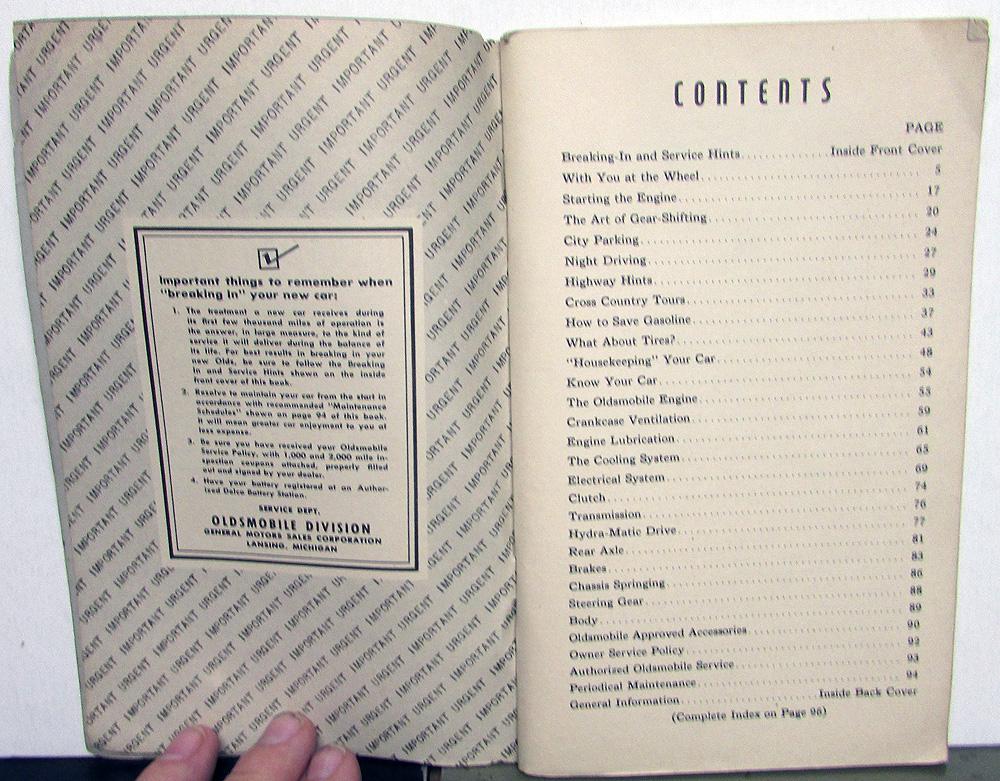 Important things to remember when
"breaking in" your new car:
1. The treatment a new car receives during
its first few thousand miles of operation is
the answer, in large measure, to the kind of
service it will deliver during the balance of
its life. For best results in breaking in your
new Olds, be sure to follow the Breaking
In and Service Hints shown on the inside
front cover of this book.
2. Resolve to maintain your car from the start in
accordance with recommended "Maintenance
Schedules" shown on page 94 of this book.
It will mean greater car enjoyment to you at
less expense.
3. Be sure you have received your Oldsmobile
Service Policy, with 1,000 and 2,000 mile in-
spection coupons attached, properly filled
out and signed by your dealer.
4. Have your battery registered at an Author-
ized Delco Battery Station.
SERVICE DEPT.
OLDSMOBILE DIVISION
GENERAL MOTORS SALES CORPORATION
LANSING, MICHIGAN
CONTENTS
PAGE
Breaking-In and Service Hints............Inside Front Cover
With You at the Wheel 5
Starting the Engine 17
The Art of Gear-Shifting 20
City Parking 24
Night Driving 27
Highway Hints 29
Cross Country Tours 33
How to Save Gasoline 37
What About Tires? 43
"Housekeeping" Your Car 48
Know Your Car 54
The Oldsmobile Engine 55
Crankcase Ventilation 59
Engine Lubrication 61
The Cooling System 65
Electrical System 69
Clutch 74
Transmission 76
Hydra-Matic Drive 77
Rear Axle 81
Brakes 83
Chassis Springing 86
Steering Gear 88
Body 89
Oldsmobile Approved Accessories 90
Owner Service Policy 92
Authorized Oldsmobile Service 93
Periodical Maintenance 94
General Information Inside Back Cover
(Complete Index on Page 95)